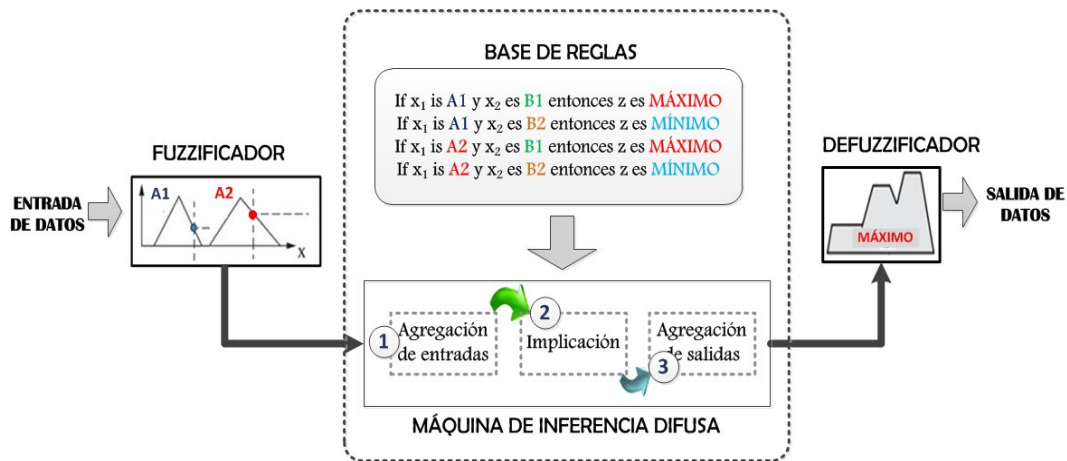 BASE DE REGLAS
If x₁ is A1 y x₂ es B1 entonces z es MÁXIMO
If x₁ is A1 y x₂ es B2 entonces z es MÍNIMO
If x₁ is A2 y x₂ es B1 entonces z es MÁXIMO
If x₁ is A2 y x₂ es B2 entonces z es MÍNIMO
FUZZIFICADOR
ENTRADA
DE DATOS
A1
A2
X
DEFUZZIFICADOR
MÁXIMO
SALIDA DE
DATOS
1
Agregación
de entradas
2
Implicación
3
Agregación
de salidas
MÁQUINA DE INFERENCIA DIFUSA